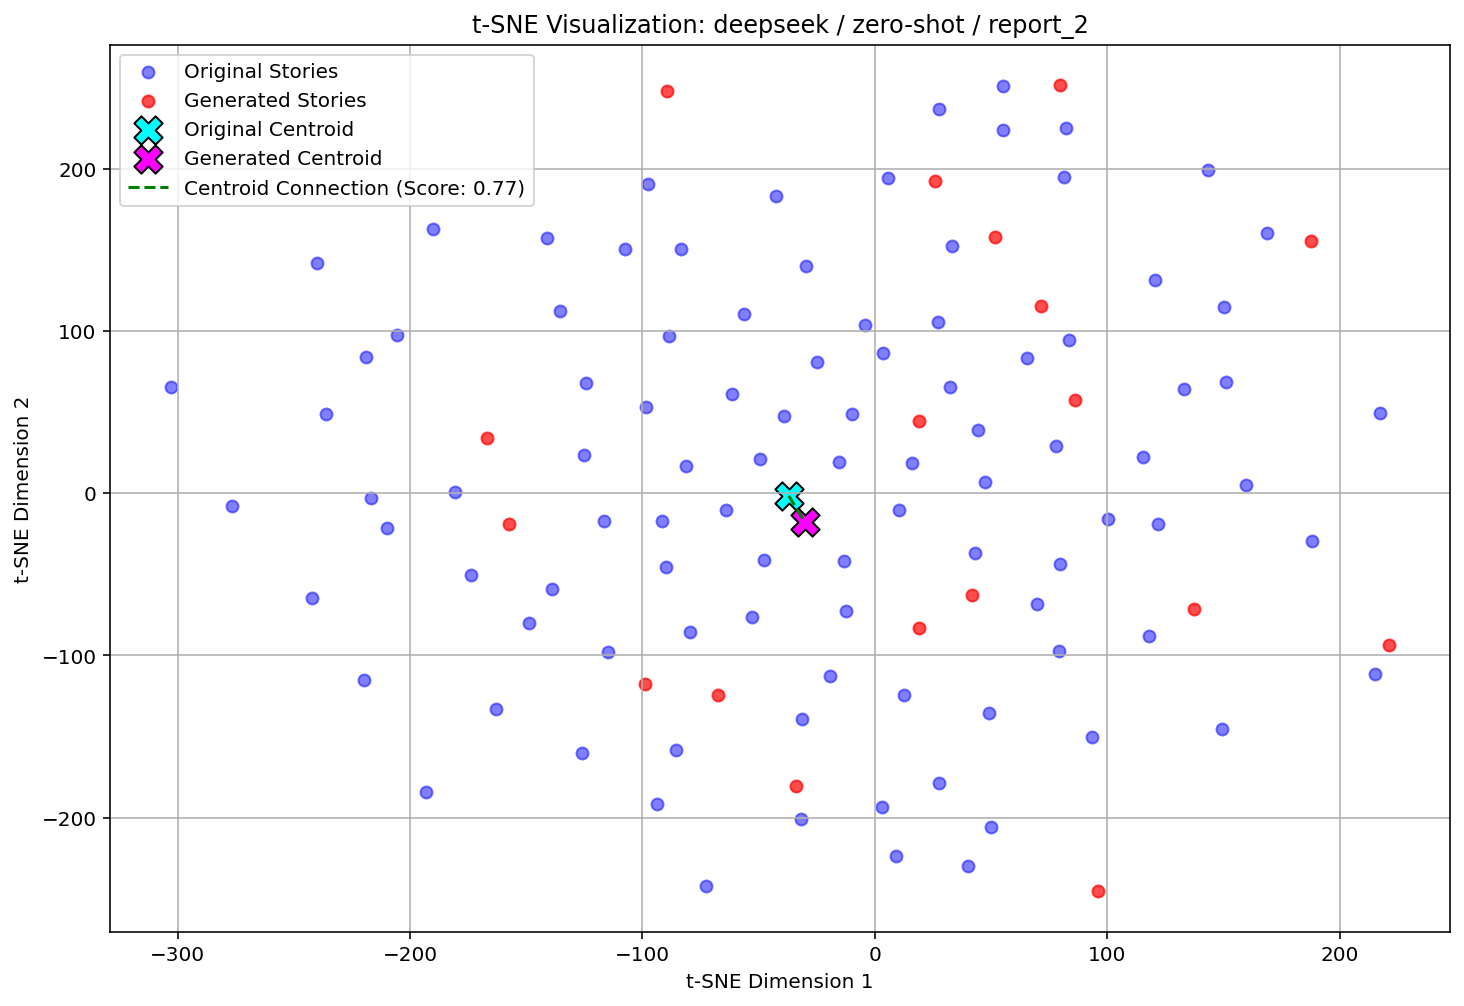 t-SNE Visualization: deepseek / zero-shot / report_2
Original Stories
Generated Stories
Original Centroid
Generated Centroid
Centroid Connection (Score: 0.77)
t-SNE Dimension 2
200
100
0
−100
−200
−300
−200
−100
0
100
200
t-SNE Dimension 1